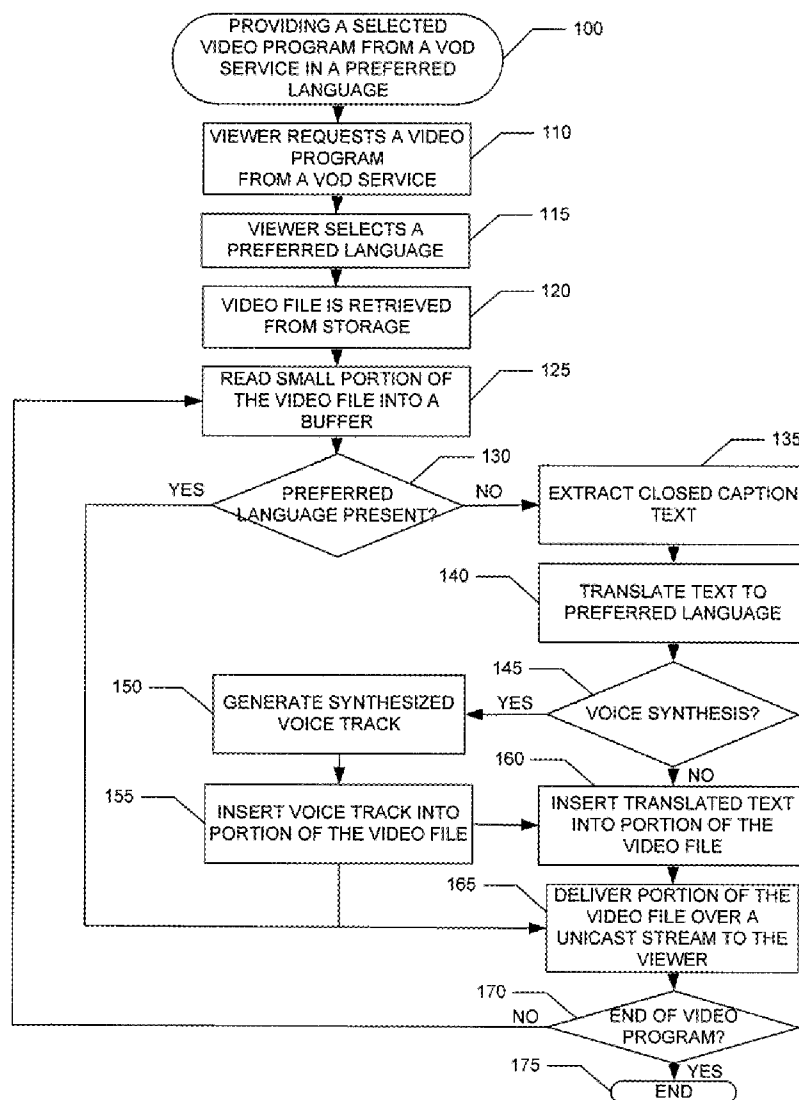 PROVIDING A SELECTED
VIDEO PROGRAM FROM A VOD
SERVICE IN A PREFERRED
LANGUAGE
100
VIEWER REQUESTS A VIDEO
PROGRAM
FROM A VOD SERVICE
110
VIEWER SELECTS A
PREFERRED LANGUAGE
115
VIDEO FILE IS RETRIEVED
FROM STORAGE
120
READ SMALL PORTION OF
THE VIDEO FILE INTO A
BUFFER
125
PREFERRED
LANGUAGE PRESENT?
130
YES
NO
EXTRACT CLOSED CAPTION
TEXT
135
TRANSLATE TEXT TO
PREFERRED LANGUAGE
140
VOICE SYNTHESIS?
145
YES
NO
GENERATE SYNTHESIZED
VOICE TRACK
150
INSERT VOICE TRACK INTO
PORTION OF THE VIDEO FILE
155
INSERT TRANSLATED TEXT
INTO PORTION OF THE
VIDEO FILE
160
DELIVER PORTION OF THE
VIDEO FILE OVER A
UNICAST STREAM TO THE
VIEWER
165
END OF VIDEO
PROGRAM?
170
NO
YES
END
175